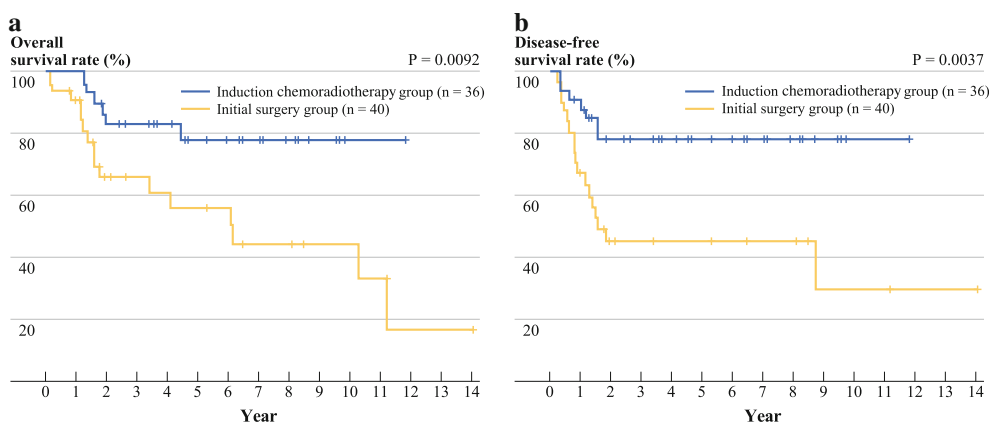 a
Overall
survival rate (%)
P = 0.0092
100
Induction chemoradiotherapy group (n = 36)
Initial surgery group (n = 40)
80
60
40
20
0 1 2 3 4 5 6 7 8 9 10 11 12 13 14
Year
b
Disease-free
survival rate (%)
P = 0.0037
100
Induction chemoradiotherapy group (n = 36)
Initial surgery group (n = 40)
80
60
40
20
0 1 2 3 4 5 6 7 8 9 10 11 12 13 14
Year